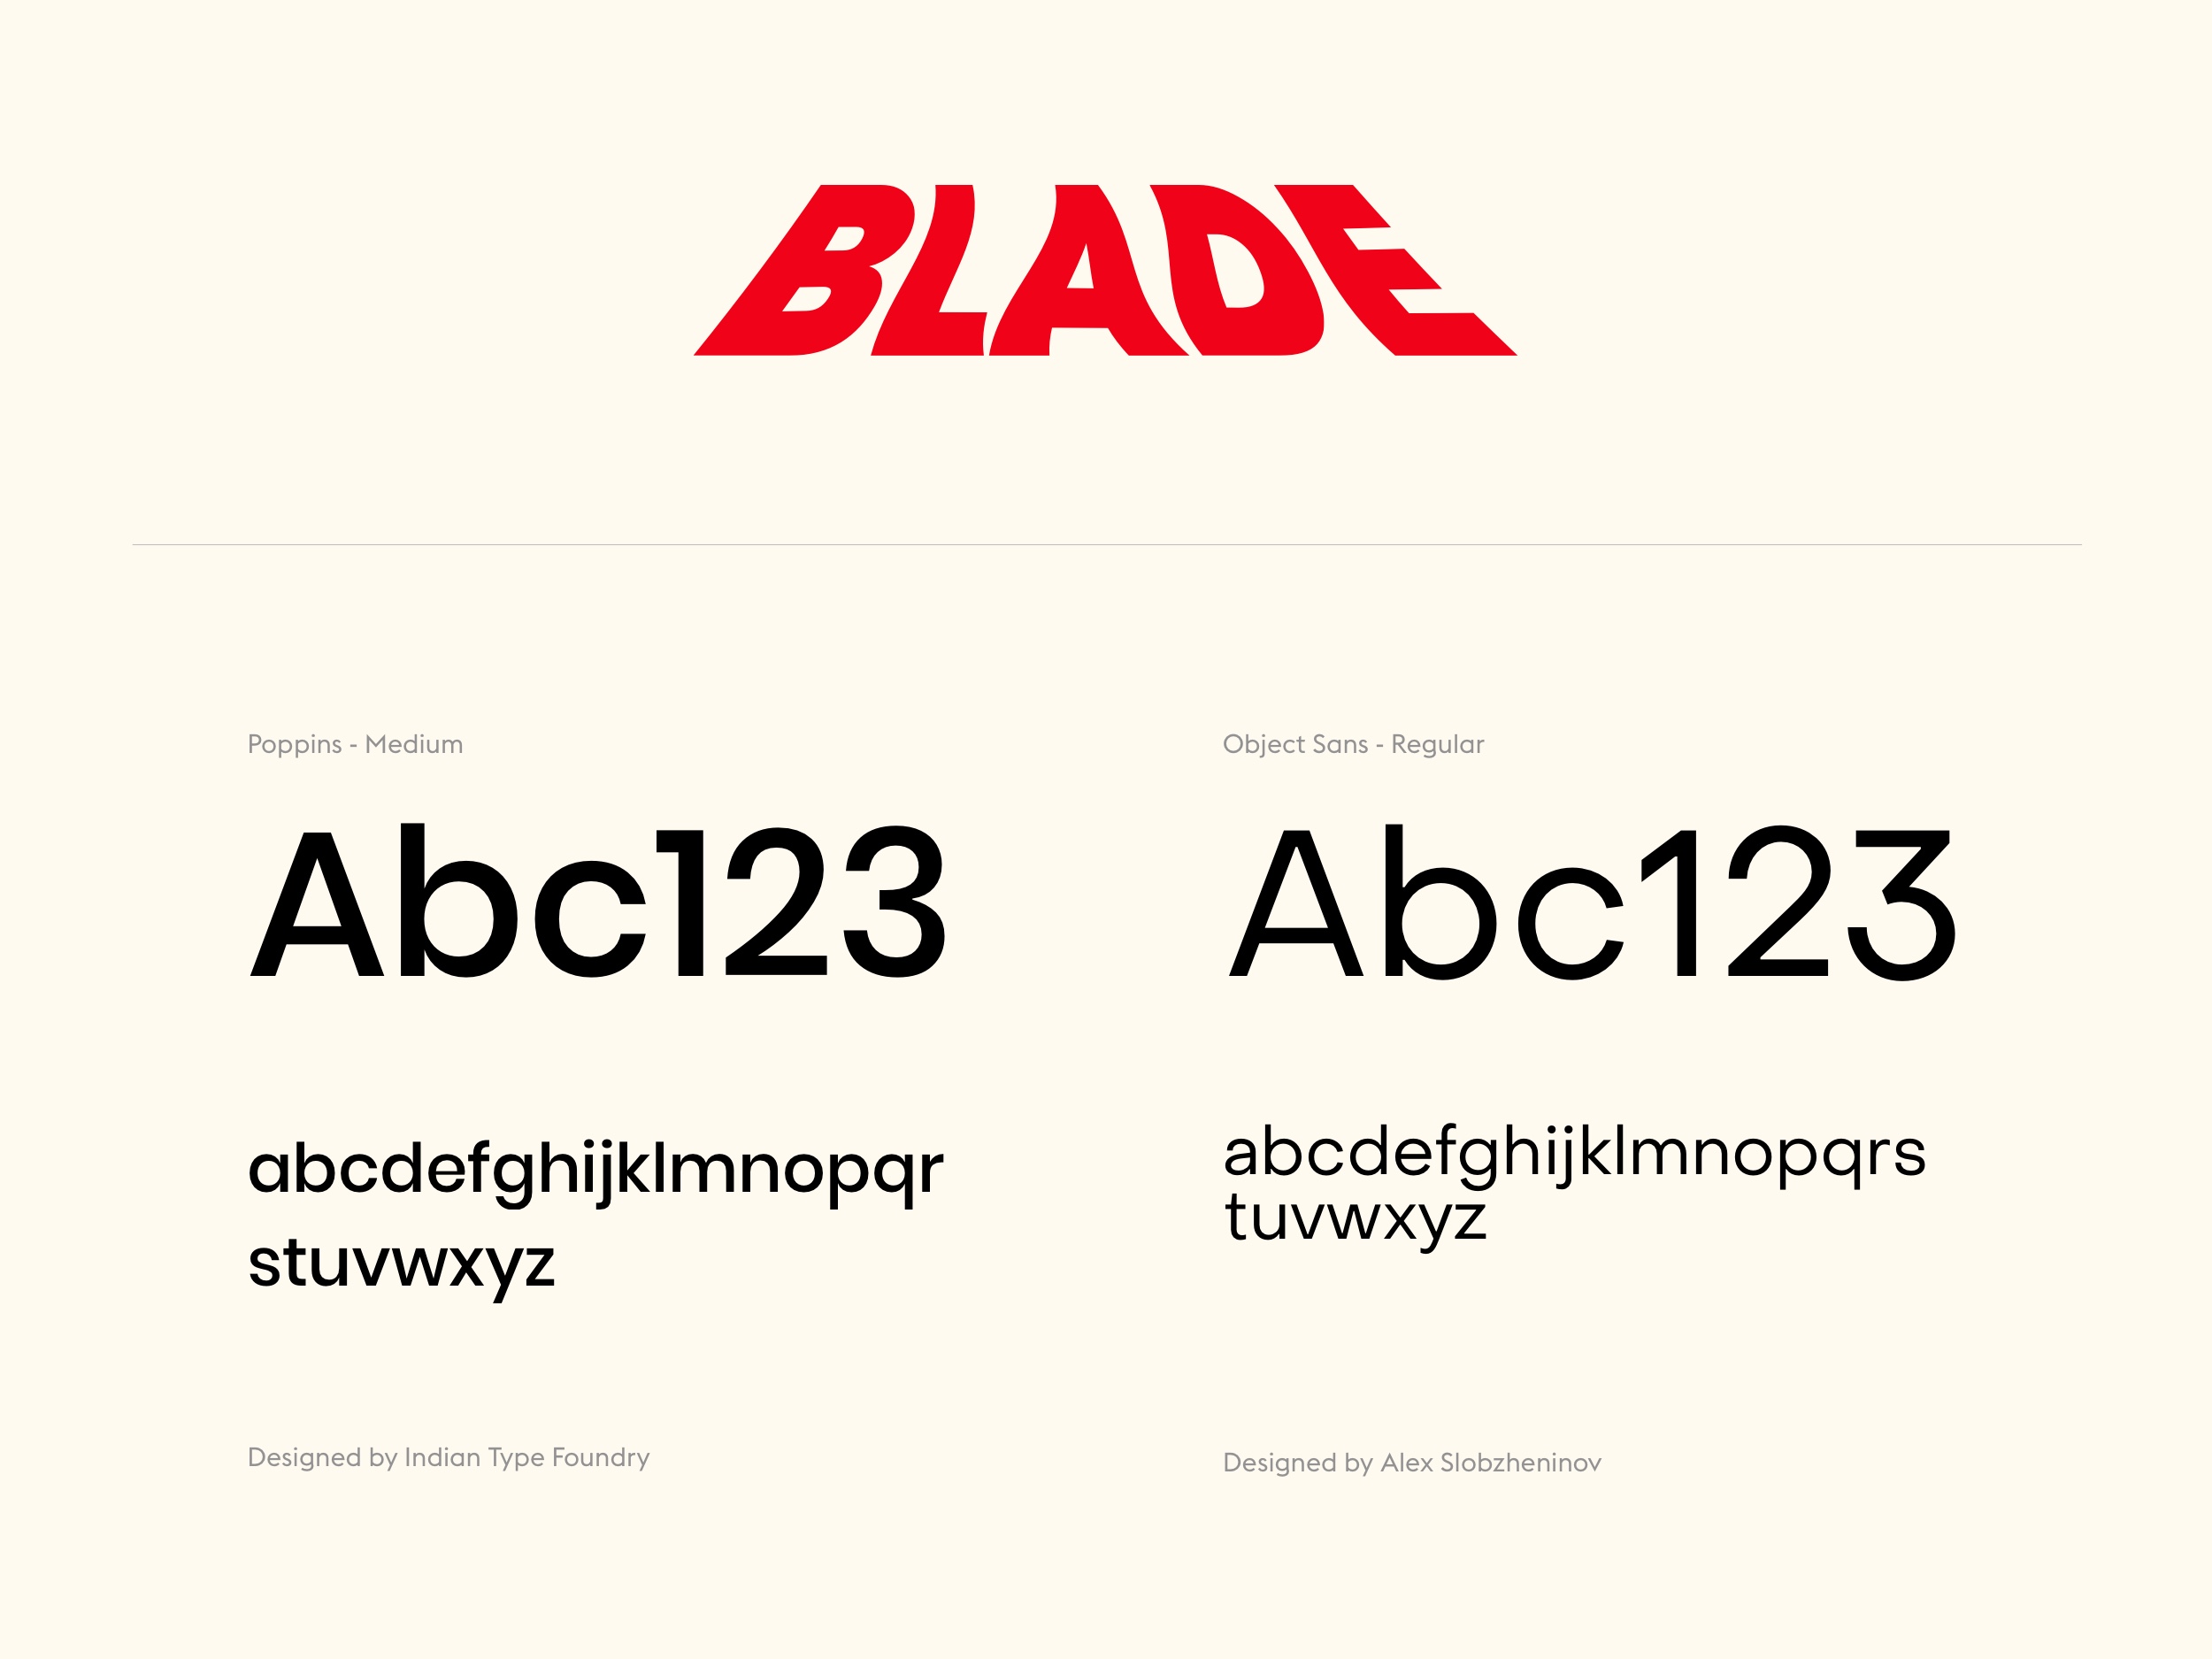 BLADE
Poppins - Medium
Abc123
abcdefghijklmnopqr
stuvwxyz
Designed by Indian Type Foundry
Object Sans - Regular
Abc123
abcdefghijklmnopqrs
tuvwxyz
Designed by Alex Slobzheninov